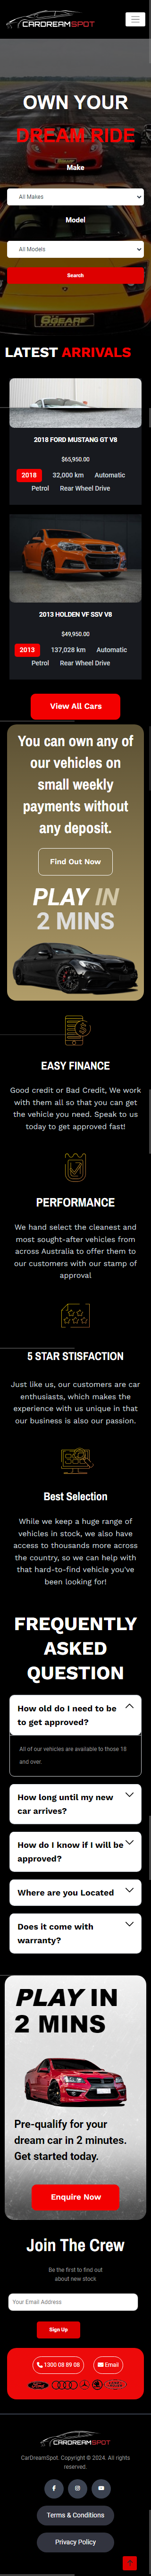 CARDREAMSPOT
OWN YOUR
DREAM RIDE
Make
All Makes
Model
All Models
Search
LATEST ARRIVALS
2018 FORD MUSTANG GT V8
$65,950.00
2018 32,000 km Automatic
Petrol Rear Wheel Drive
2013 HOLDEN VF SSV V8
$49,950.00
2013 137,028 km Automatic
Petrol Rear Wheel Drive
View All Cars
You can own any of
our vehicles on
small weekly
payments without
any deposit.
Find Out Now
PLAY IN
2 MINS
EASY FINANCE
Good credit or Bad Credit, We work
with them all so that you can get
the vehicle you need. Speak to us
today to get approved fast!
PERFORMANCE
We hand select the cleanest and
most sought-after vehicles from
across Australia to offer them to
our customers with our stamp of
approval
5 STAR STISFACTION
Just like us, our customers are car
enthusiasts, which makes the
experience with us unique in that
our business is also our passion.
Best Selection
While we keep a huge range of
vehicles in stock, we also have
access to thousands more across
the country, so we can help with
that hard-to-find vehicle you've
been looking for!
FREQUENTLY
ASKED
QUESTION
How old do I need to be
to get approved?
All of our vehicles are available to those 18
and over.
How long until my new
car arrives?
How do I know if I will be
approved?
Where are you Located
Does it come with
warranty?
PLAY IN
2 MINS
Pre-qualify for your
dream car in 2 minutes.
Get started today.
Enquire Now
Join The Crew
Be the first to find out
about new stock
Your Email Address
Sign Up
1300 08 89 08 Email
Ford
CARDREAMSPOT
CarDreamSpot. Copyright © 2024. All rights
reserved.
Terms & Conditions
Privacy Policy